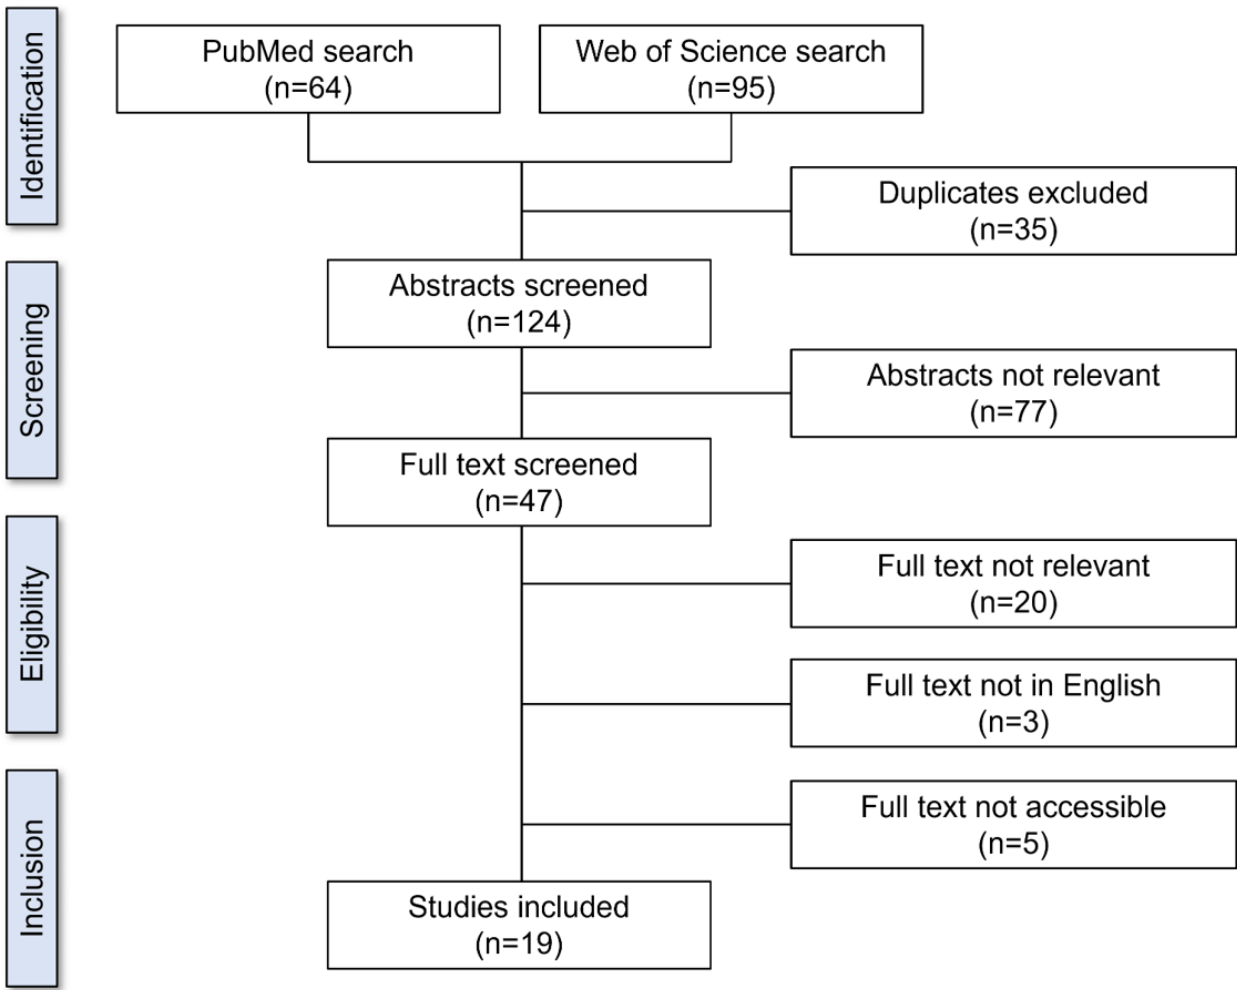 Identification
PubMed search
(n=64)
Web of Science search
(n=95)
Duplicates excluded
(n=35)
Screening
Abstracts screened
(n=124)
Abstracts not relevant
(n=77)
Full text screened
(n=47)
Eligibility
Full text not relevant
(n=20)
Full text not in English
(n=3)
Inclusion
Full text not accessible
(n=5)
Studies included
(n=19)